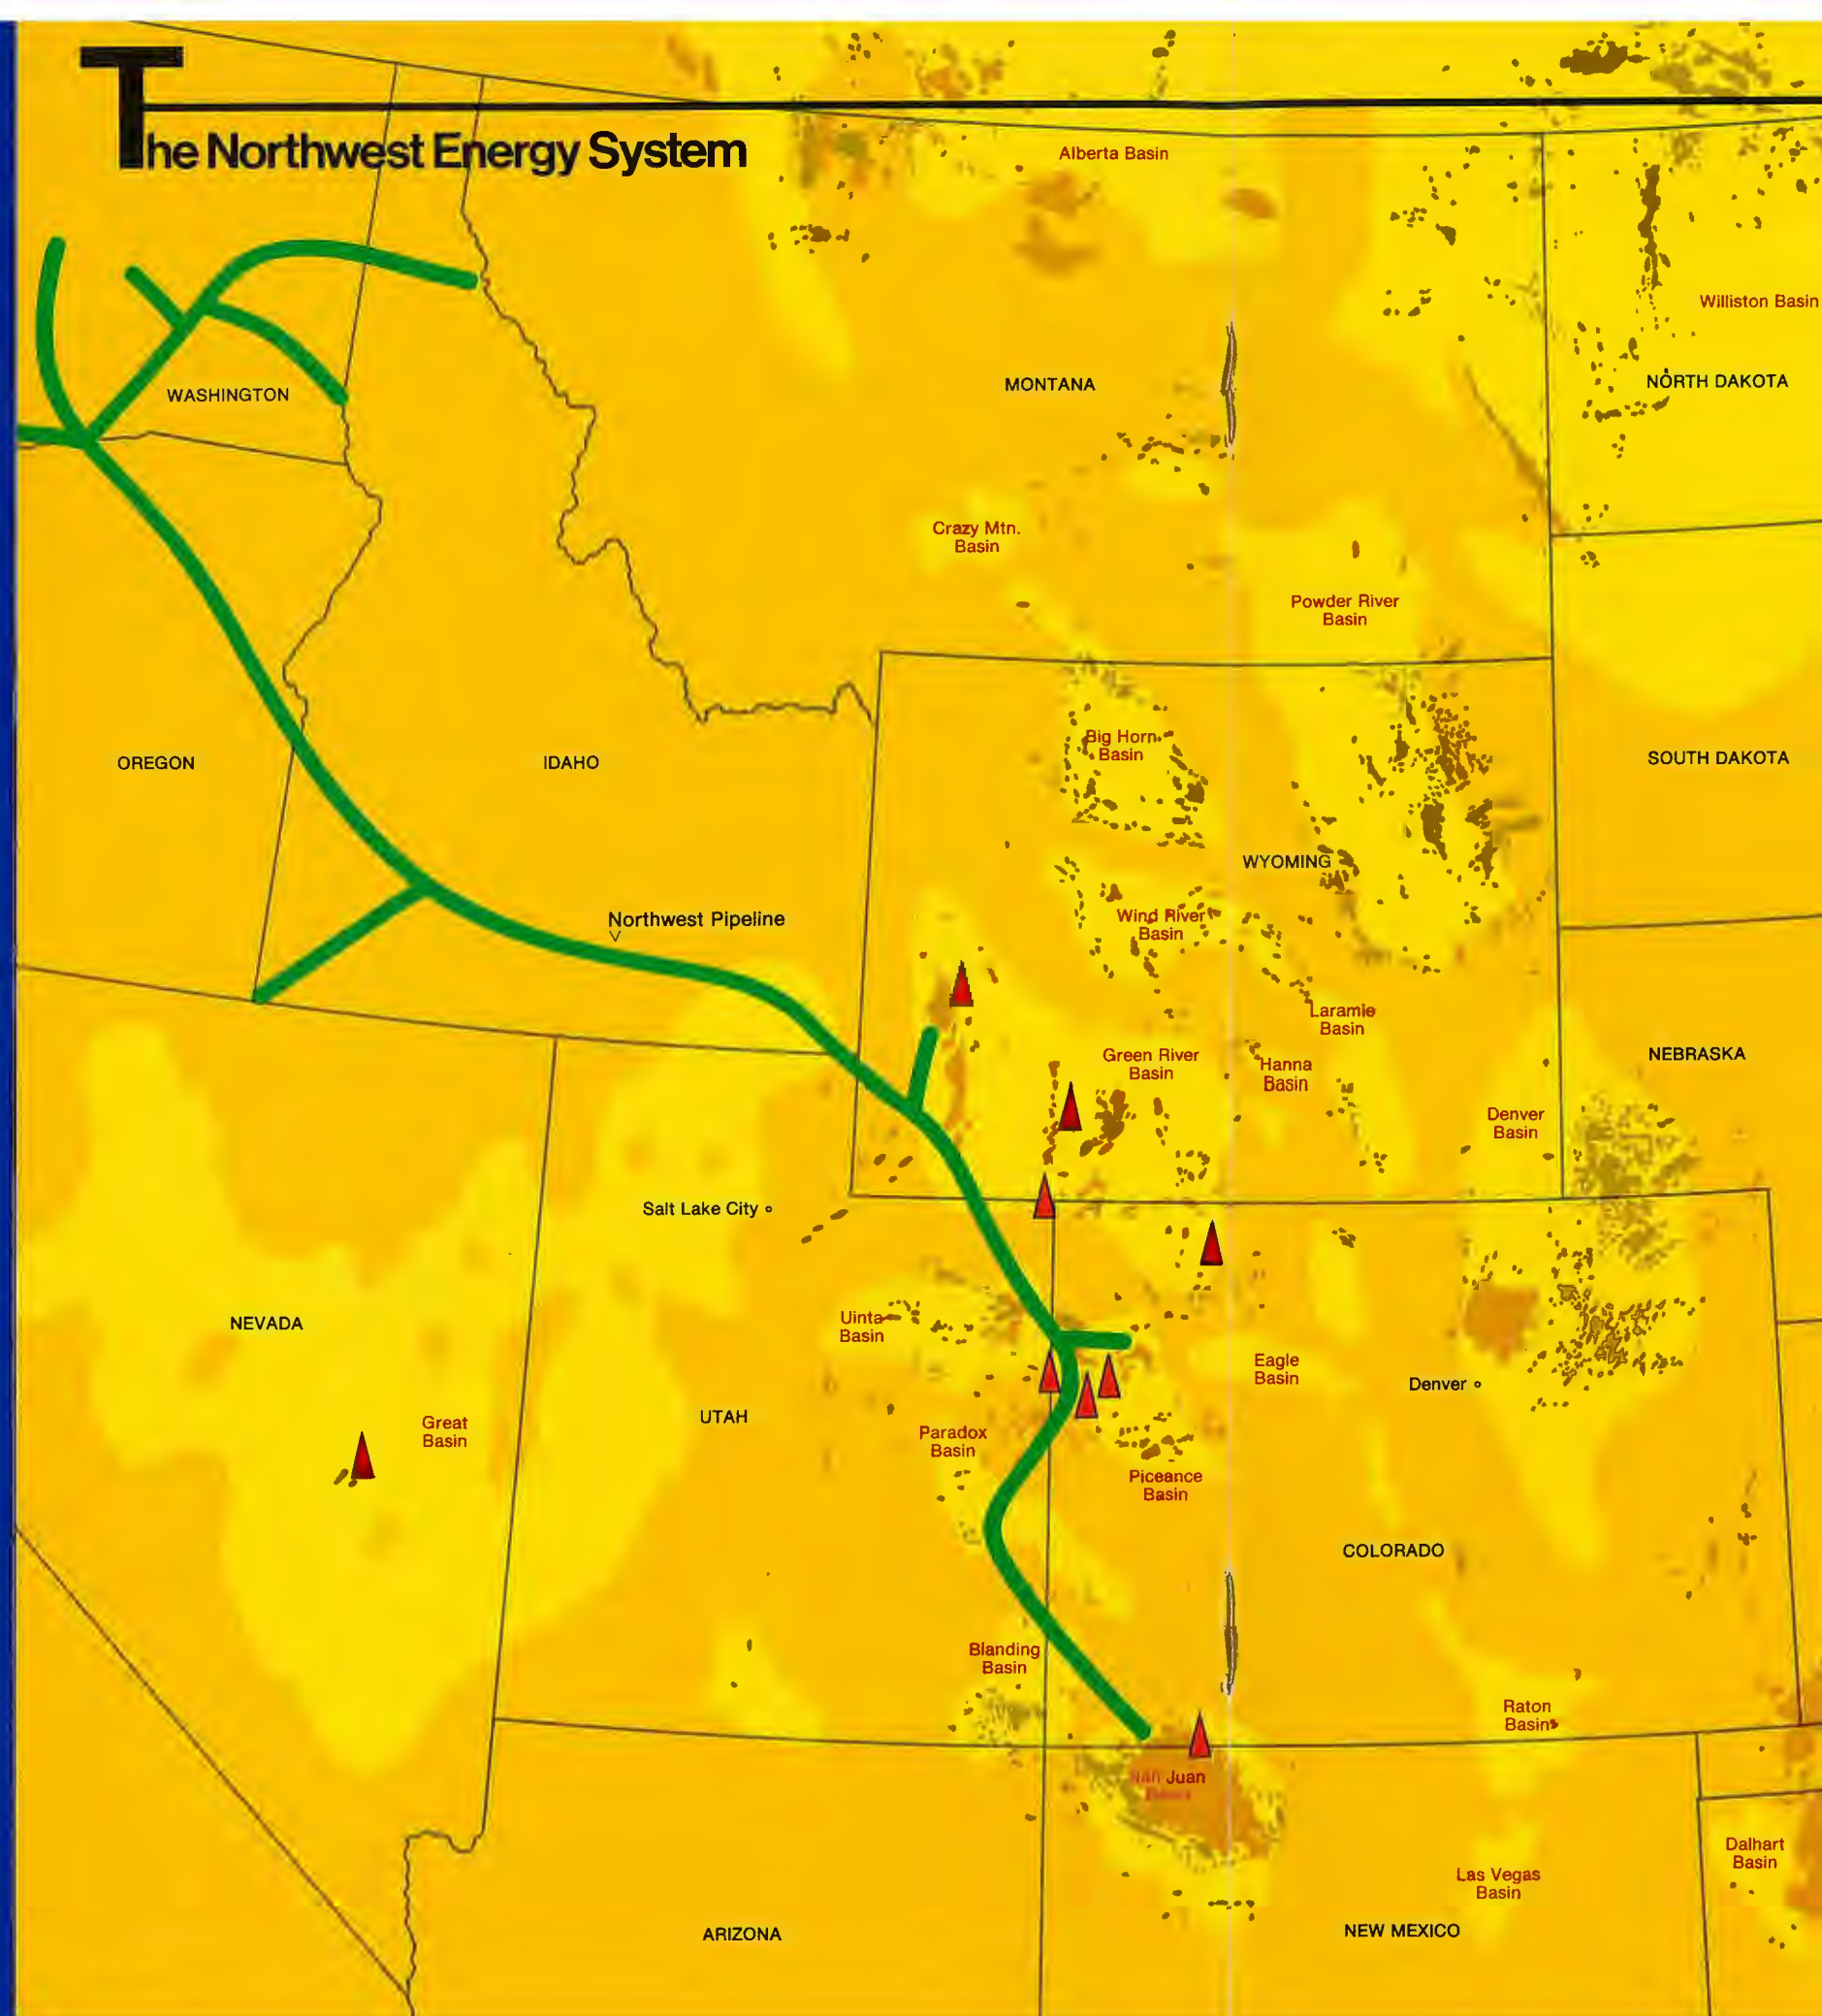 The Northwest Energy System
Alberta Basin
Williston Basin
WASHINGTON
MONTANA
NORTH DAKOTA
Crazy Mtn.
Basin
Powder River
Basin
Big Horn
Basin
OREGON
IDAHO
SOUTH DAKOTA
WYOMING
Northwest Pipeline
Wind River
Basin
Laramie
Basin
Green River
Basin
Hanna
Basin
NEBRASKA
Denver
Basin
Salt Lake City
NEVADA
Uinta
Basin
Eagle
Basin
Denver
UTAH
Great
Basin
Paradox
Basin
Piceance
Basin
COLORADO
Blanding
Basin
Raton
Basin
San Juan
Basin
Dalhart
Basin
Las Vegas
Basin
ARIZONA
NEW MEXICO